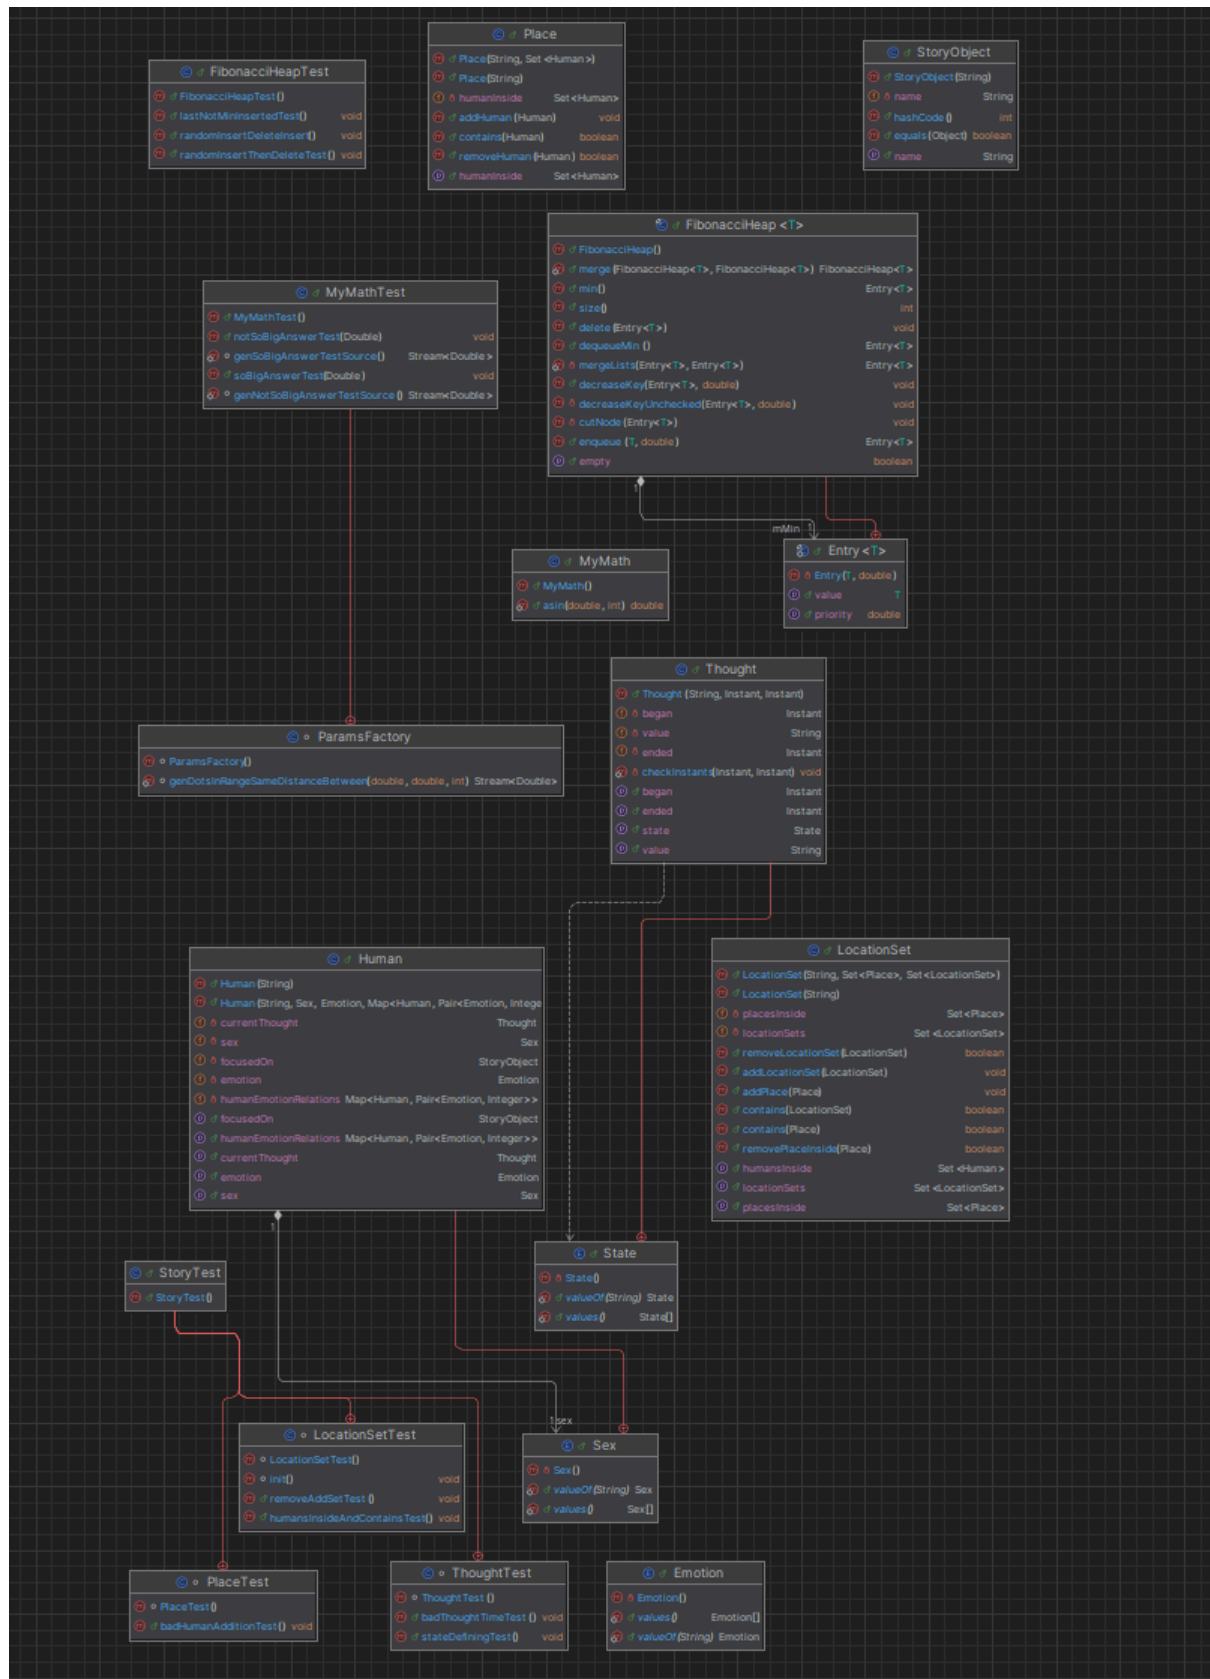 Place
Place(String, Set<Human>)
Place(String)
humanInside Set<Human>
addHuman(Human) void
contains(Human) boolean
removeHuman(Human) boolean
humanInside Set<Human>
StoryObject
StoryObject(String)
name String
hashCode() int
equals(Object) boolean
name String
FibonacciHeapTest
FibonacciHeapTest()
lastNotMinInsertedTest() void
randomInsertDeleteInsert() void
randomInsertThenDeleteTest() void
FibonacciHeap<T>
FibonacciHeap()
merge(FibonacciHeap<T>, FibonacciHeap<T>) FibonacciHeap<T>
min() Entry<T>
size() int
delete(Entry<T>) void
dequeueMin() Entry<T>
mergeLists(Entry<T>, Entry<T>) Entry<T>
decreaseKey(Entry<T>, double) void
decreaseKeyUnchecked(Entry<T>, double) void
cutNode(Entry<T>) void
enqueue(T, double) Entry<T>
empty boolean
MyMathTest
MyMathTest()
notSoBigAnswerTest(Double) void
genSoBigAnswerTestSource() Stream<Double>
soBigAnswerTest(Double) void
genNotSoBigAnswerTestSource() Stream<Double>
1
mMin 1
Entry<T>
Entry(T, double)
value T
priority double
MyMath
MyMath()
asin(double, int) double
Thought
Thought(String, Instant, Instant)
began Instant
value String
ended Instant
checkInstants(Instant, Instant) void
began Instant
ended Instant
state State
value String
ParamsFactory
ParamsFactory()
genDotsInRangeSameDistanceBetween(double, double, int) Stream<Double>
Human
Human(String)
Human(String, Sex, Emotion, Map<Human, Pair<Emotion, Intege
currentThought Thought
sex Sex
focusedOn StoryObject
emotion Emotion
humanEmotionRelations Map<Human, Pair<Emotion, Integer>>
focusedOn StoryObject
humanEmotionRelations Map<Human, Pair<Emotion, Integer>>
currentThought Thought
emotion Emotion
sex Sex
1
LocationSet
LocationSet(String, Set<Place>, Set<LocationSet>)
LocationSet(String)
placesInside Set<Place>
locationSets Set<LocationSet>
removeLocationSet(LocationSet) boolean
addLocationSet(LocationSet) void
addPlace(Place) void
contains(LocationSet) boolean
contains(Place) boolean
removePlaceInside(Place) boolean
humansInside Set<Human>
locationSets Set<LocationSet>
placesInside Set<Place>
State
State()
valueOf(String) State
values() State[]
StoryTest
StoryTest()
1 sex
Sex
Sex()
valueOf(String) Sex
values() Sex[]
LocationSetTest
LocationSetTest()
init() void
removeAddSetTest() void
humansInsideAndContainsTest() void
PlaceTest
PlaceTest()
badHumanAdditionTest() void
ThoughtTest
ThoughtTest()
badThoughtTimeTest() void
stateDefiningTest() void
Emotion
Emotion()
values() Emotion[]
valueOf(String) Emotion